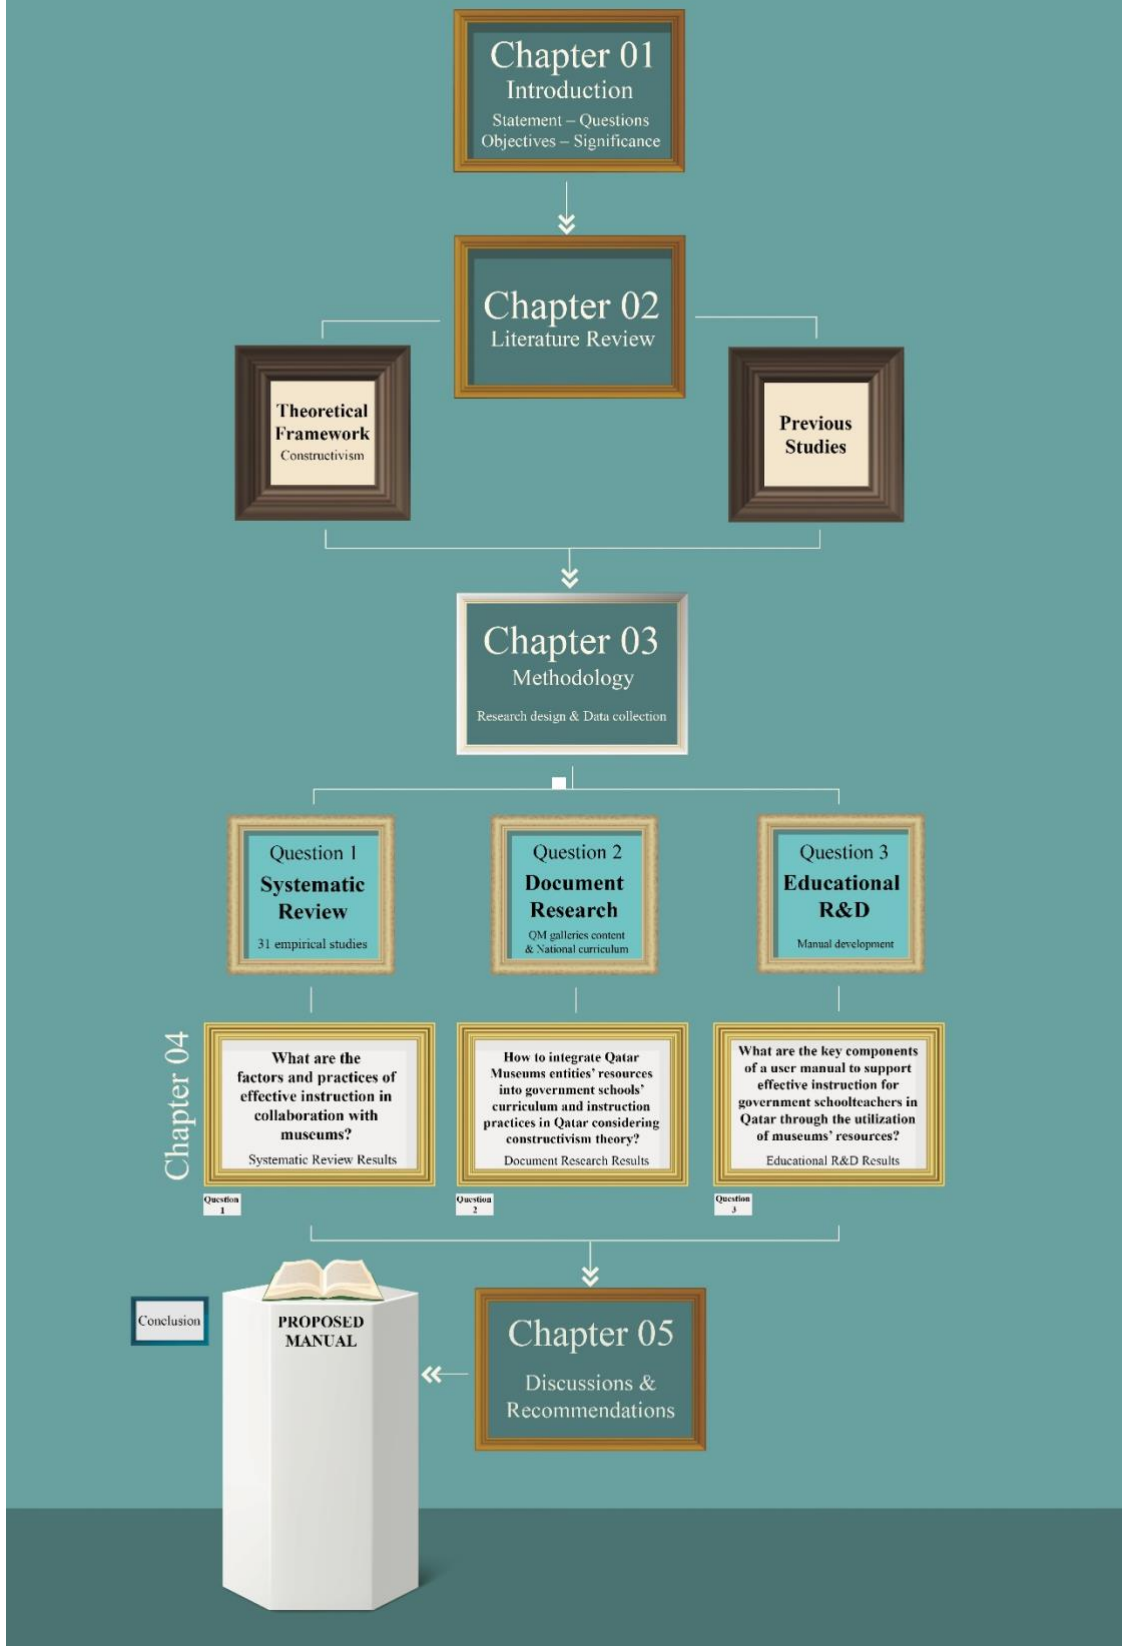 Chapter 01
Introduction
Statement – Questions
Objectives – Significance
Chapter 02
Literature Review
Theoretical
Framework
Constructivism
Previous
Studies
Chapter 03
Methodology
Research design & Data collection
Question 1
Systematic
Review
31 empirical studies
Question 2
Document
Research
QM galleries content
& National curriculum
Question 3
Educational
R&D
Manual development
Chapter 04
What are the
factors and practices of
effective instruction in
collaboration with
museums?
Systematic Review Results
Question
1
How to integrate Qatar
Museums entities’ resources
into government schools’
curriculum and instruction
practices in Qatar considering
constructivism theory?
Document Research Results
Question
2
What are the key components
of a user manual to support
effective instruction for
government schoolteachers in
Qatar through the utilization
of museums’ resources?
Educational R&D Results
Question
3
Chapter 05
Discussions &
Recommendations
PROPOSED
MANUAL
Conclusion